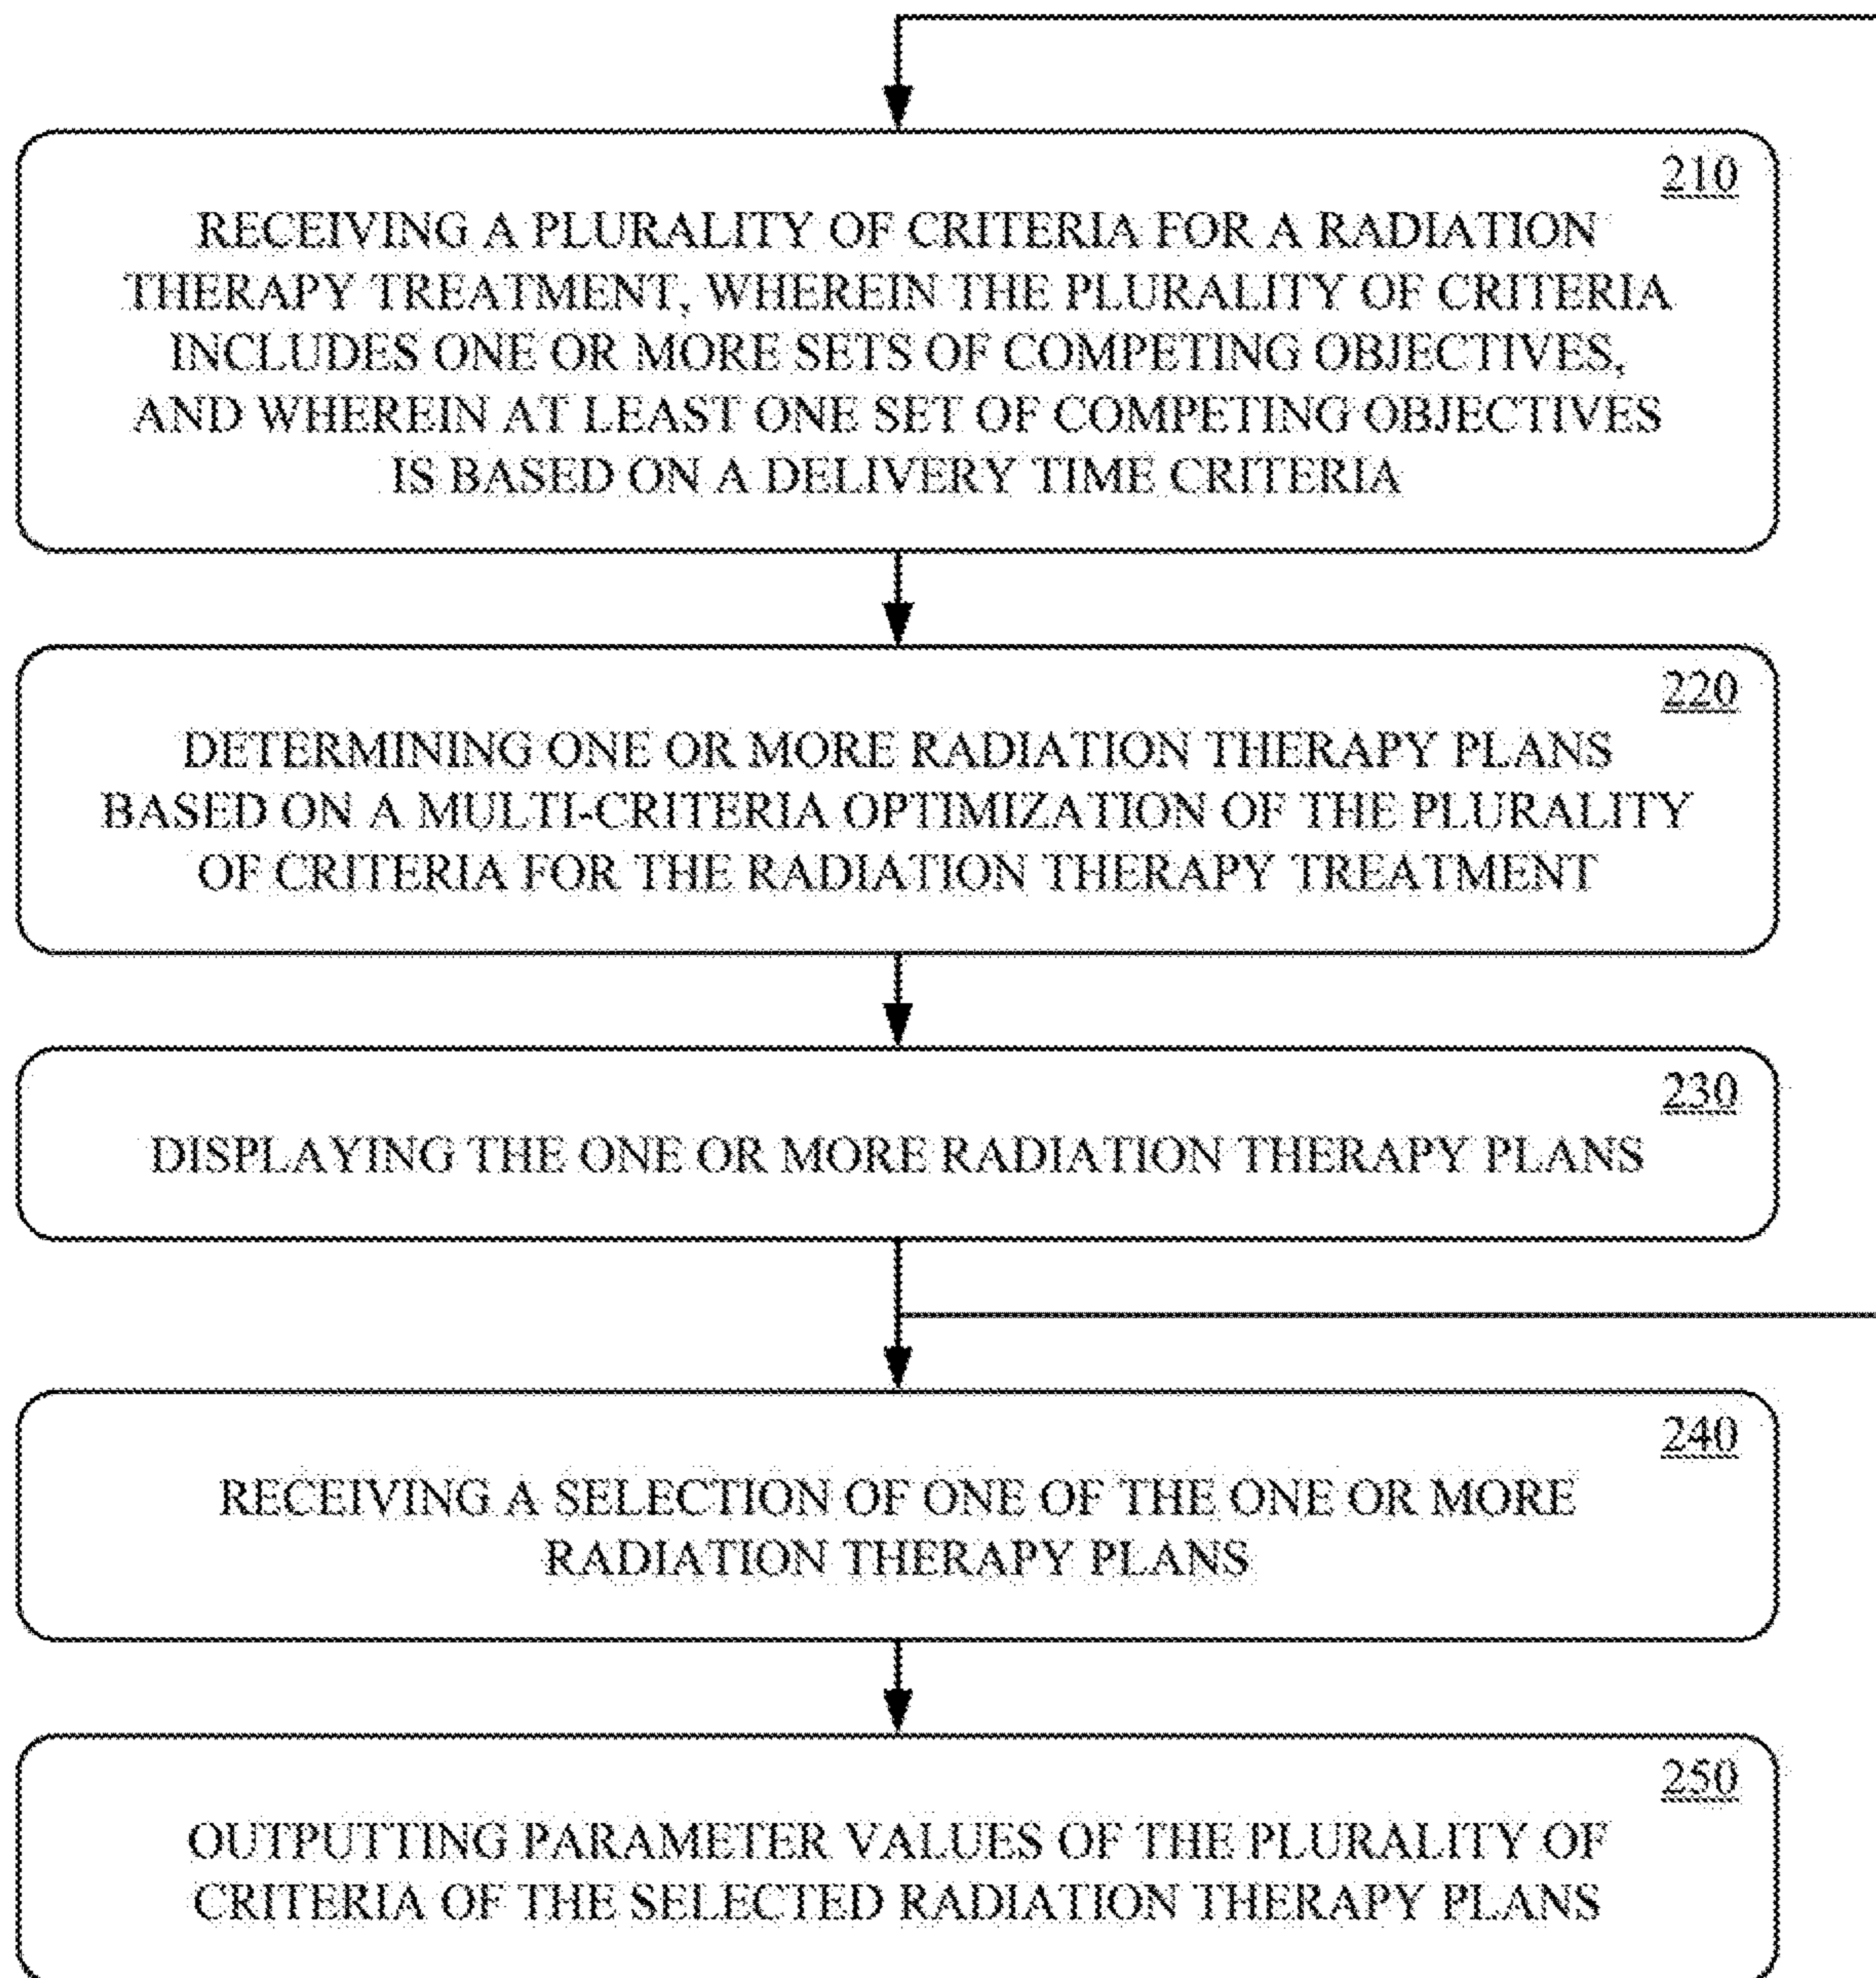 210
RECEIVING A PLURALITY OF CRITERIA FOR A RADIATION
THERAPY TREATMENT, WHEREIN THE PLURALITY OF CRITERIA
INCLUDES ONE OR MORE SETS OF COMPETING OBJECTIVES,
AND WHEREIN AT LEAST ONE SET OF COMPETING OBJECTIVES
IS BASED ON A DELIVERY TIME CRITERIA
220
DETERMINING ONE OR MORE RADIATION THERAPY PLANS
BASED ON A MULTI-CRITERIA OPTIMIZATION OF THE PLURALITY
OF CRITERIA FOR THE RADIATION THERAPY TREATMENT
230
DISPLAYING THE ONE OR MORE RADIATION THERAPY PLANS
240
RECEIVING A SELECTION OF ONE OF THE ONE OR MORE
RADIATION THERAPY PLANS
250
OUTPUTTING PARAMETER VALUES OF THE PLURALITY OF
CRITERIA OF THE SELECTED RADIATION THERAPY PLANS